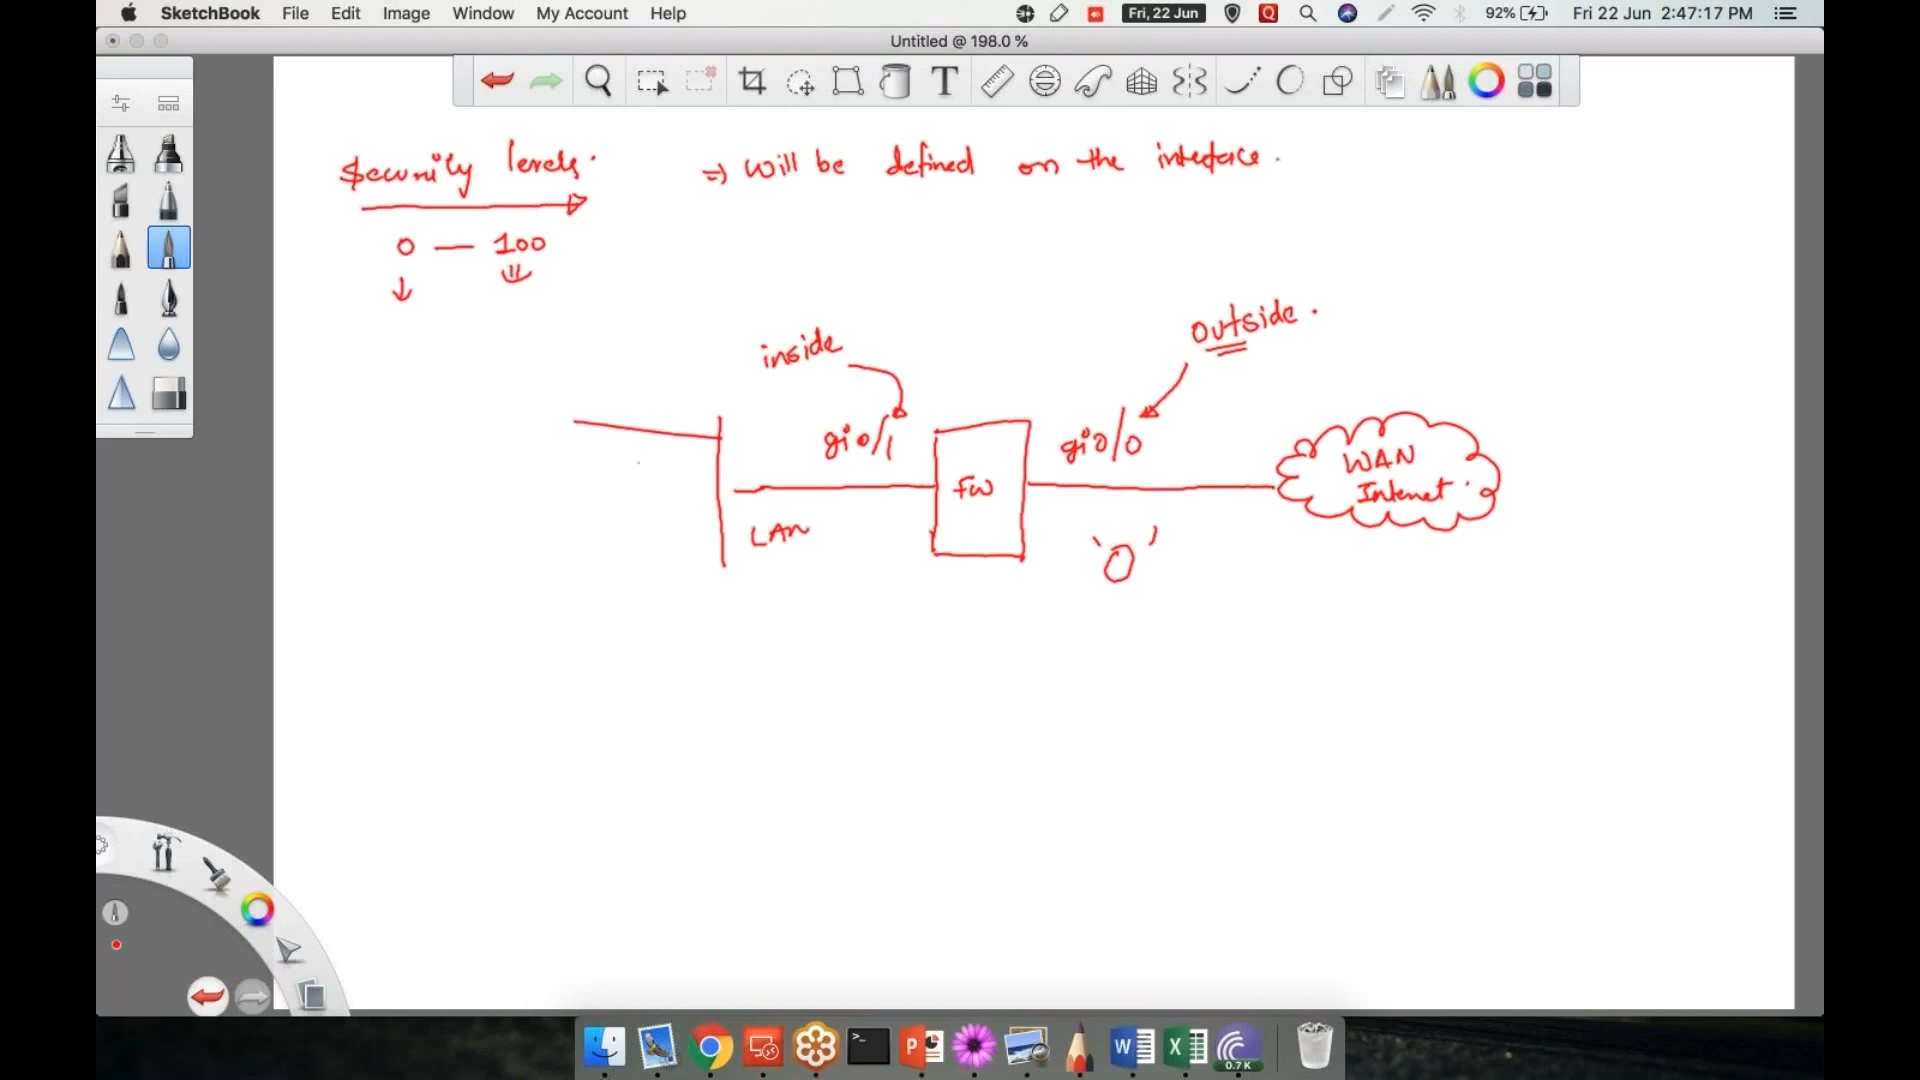 SketchBook File Edit Image Window My Account Help Fri, 22 Jun Q 92% Fri 22 Jun 2:47:17 PM
Untitled @ 198.0 %
T
Security levels. => Will be defined on the interface.
0 — 100
outside.
inside
gi0/1 gi0/0
FW
WAN
Internet.
LAN
'0'
>_ P W X
0.7 K